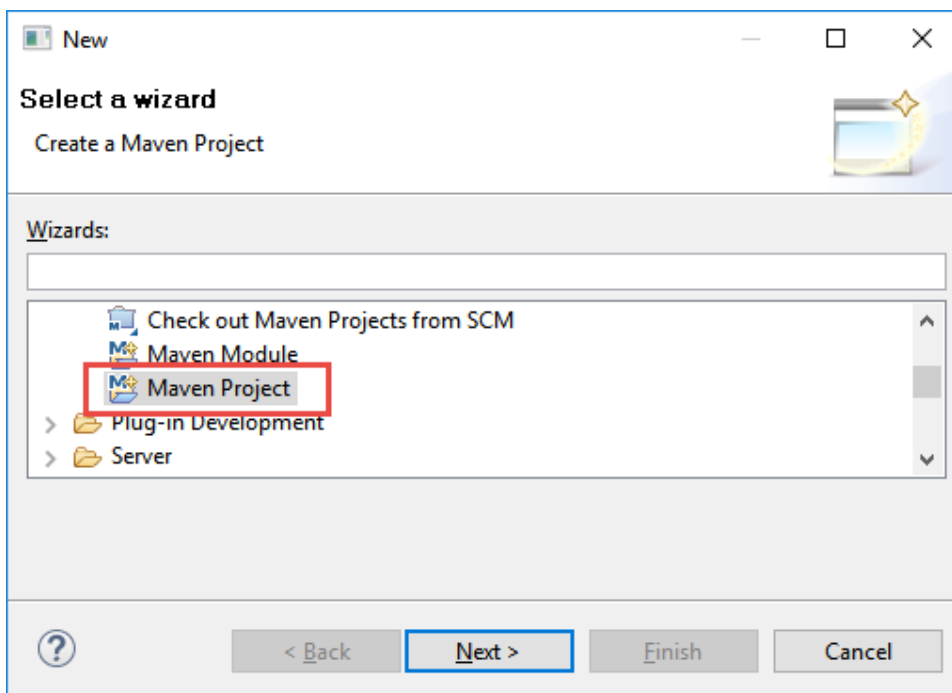 New
Select a wizard
Create a Maven Project
Wizards:
Check out Maven Projects from SCM
Maven Module
Maven Project
Plug-in Development
Server
? < Back Next > Finish Cancel